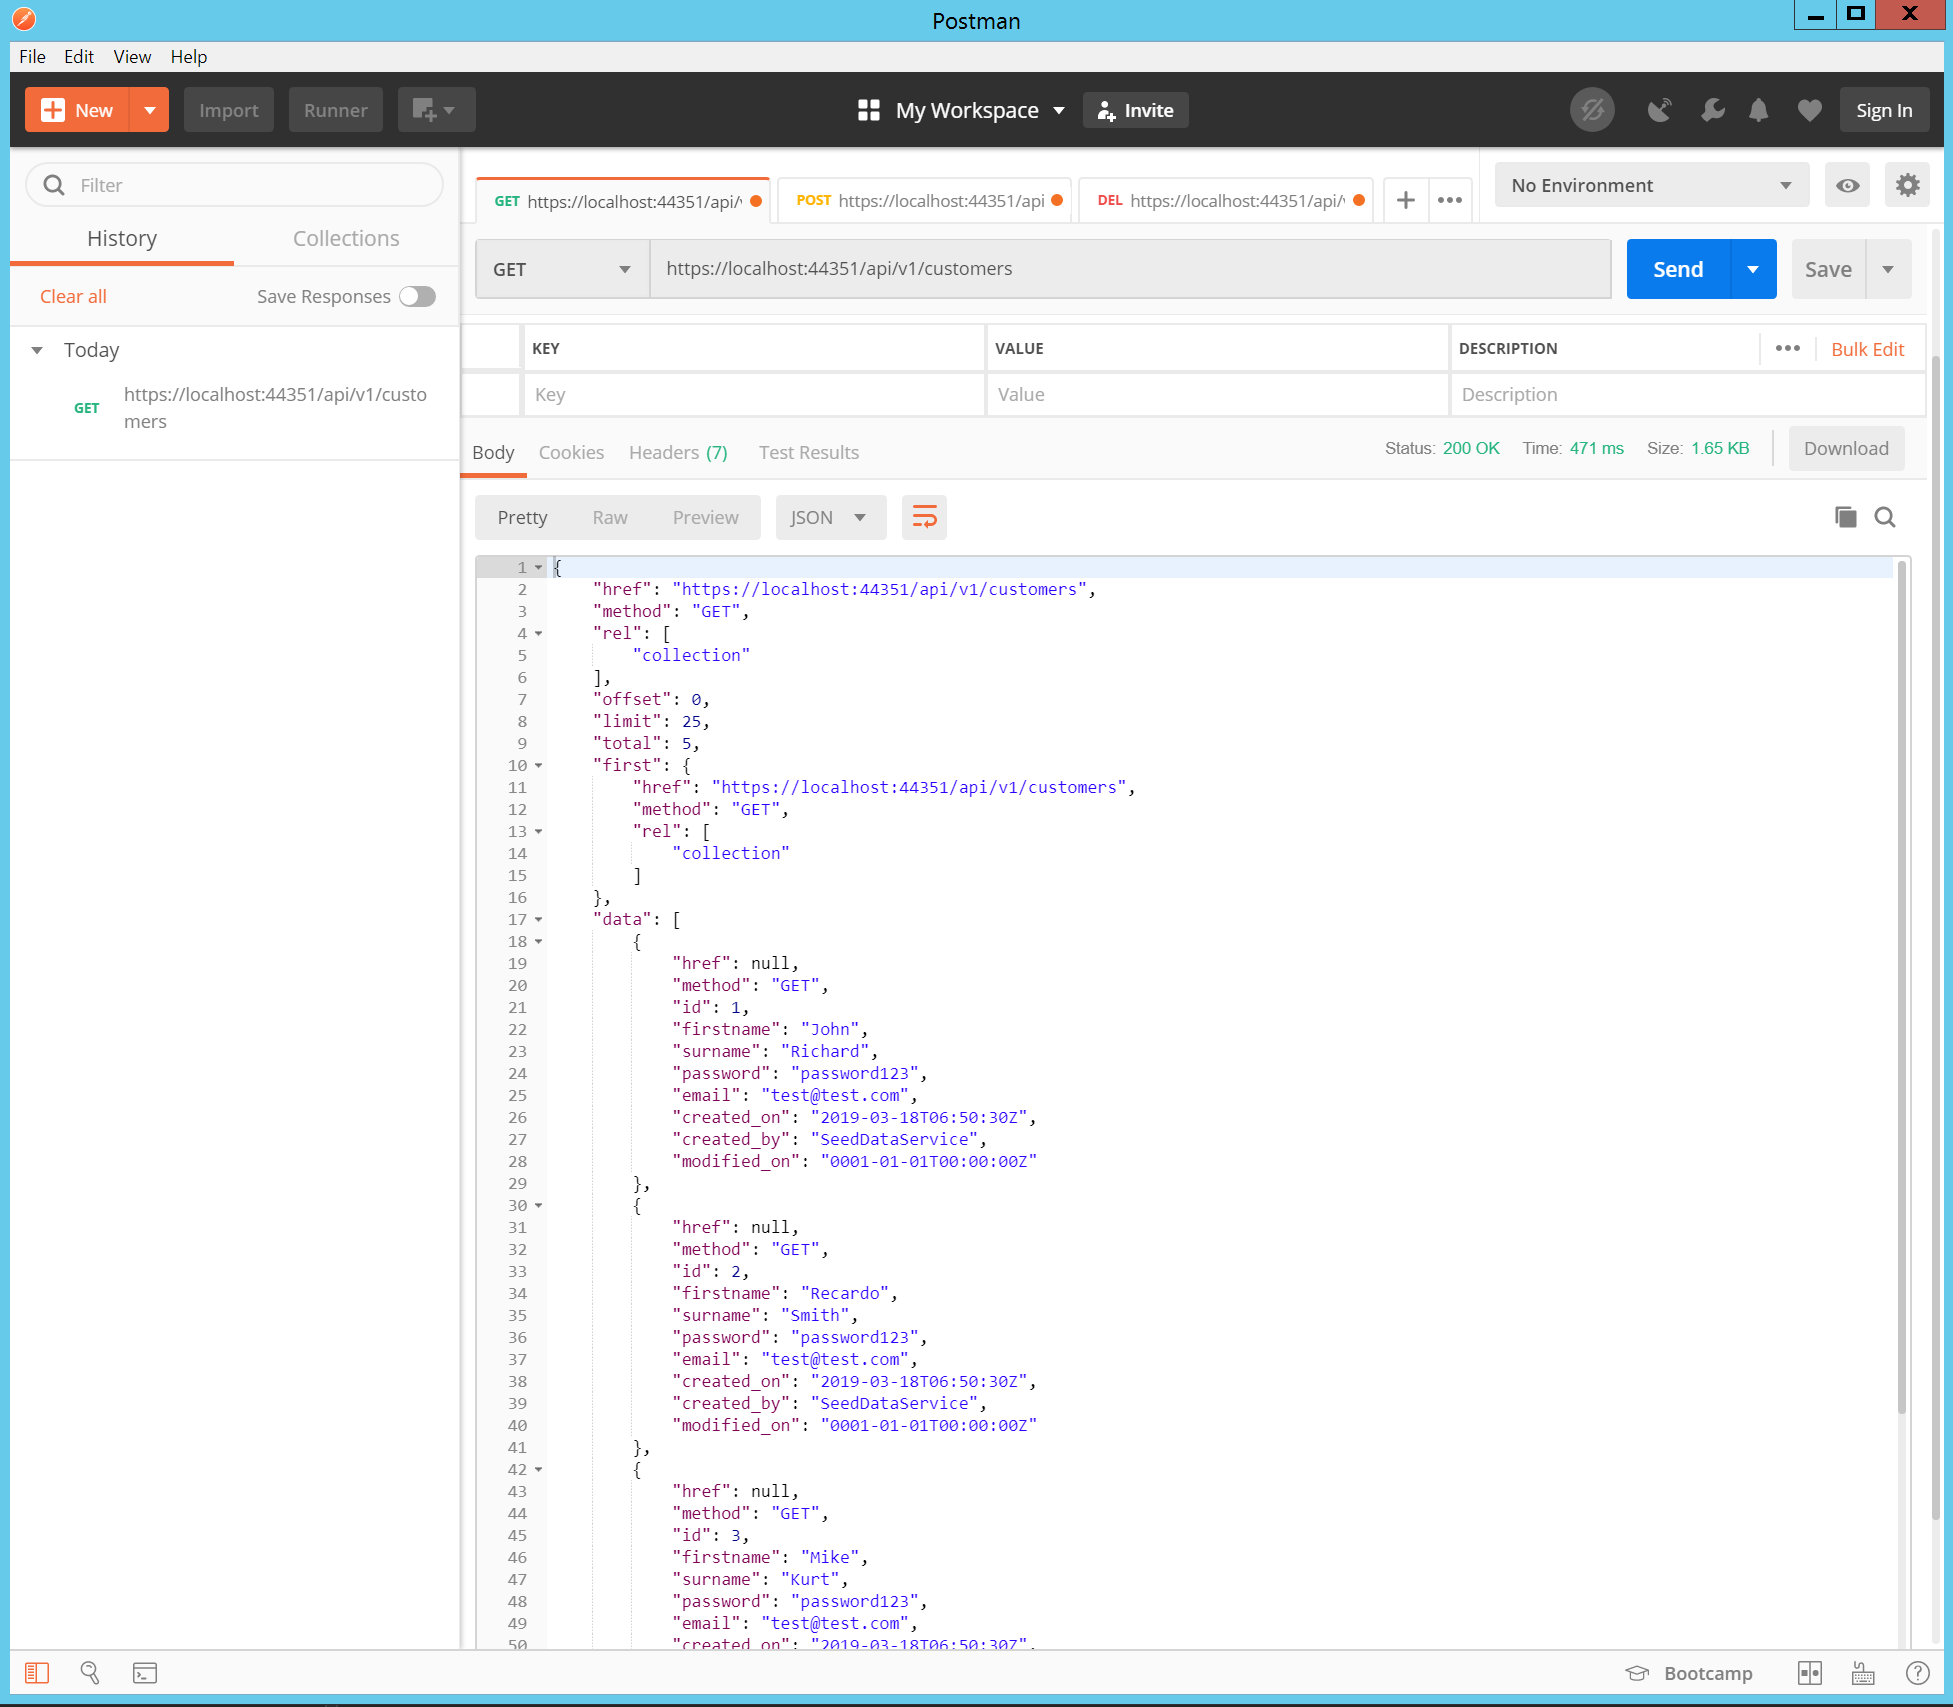 Postman
File Edit View Help
New Import Runner My Workspace Invite Sign In
Filter
History Collections
Clear all Save Responses
Today
GET https://localhost:44351/api/v1/custo
mers
GET https://localhost:44351/api/ POST https://localhost:44351/api DEL https://localhost:44351/api/
No Environment
GET https://localhost:44351/api/v1/customers Send Save
KEY VALUE DESCRIPTION Bulk Edit
Key Value Description
Body Cookies Headers (7) Test Results Status: 200 OK Time: 471 ms Size: 1.65 KB Download
Pretty Raw Preview JSON
1 {
2 "href": "https://localhost:44351/api/v1/customers",
3 "method": "GET",
4 "rel": [
5 "collection"
6 ],
7 "offset": 0,
8 "limit": 25,
9 "total": 5,
10 "first": {
11 "href": "https://localhost:44351/api/v1/customers",
12 "method": "GET",
13 "rel": [
14 "collection"
15 ]
16 },
17 "data": [
18 {
19 "href": null,
20 "method": "GET",
21 "id": 1,
22 "firstname": "John",
23 "surname": "Richard",
24 "password": "password123",
25 "email": "test@test.com",
26 "created_on": "2019-03-18T06:50:30Z",
27 "created_by": "SeedDataService",
28 "modified_on": "0001-01-01T00:00:00Z"
29 },
30 {
31 "href": null,
32 "method": "GET",
33 "id": 2,
34 "firstname": "Recardo",
35 "surname": "Smith",
36 "password": "password123",
37 "email": "test@test.com",
38 "created_on": "2019-03-18T06:50:30Z",
39 "created_by": "SeedDataService",
40 "modified_on": "0001-01-01T00:00:00Z"
41 },
42 {
43 "href": null,
44 "method": "GET",
45 "id": 3,
46 "firstname": "Mike",
47 "surname": "Kurt",
48 "password": "password123",
49 "email": "test@test.com",
50 "created_on": "2019-03-18T06:50:30Z",
Bootcamp